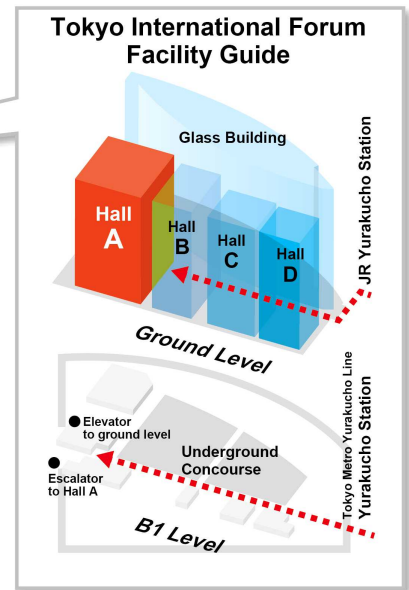 Tokyo International Forum
Facility Guide
Glass Building
JR Yurakucho Station
Hall
A
Hall
B
Hall
C
Hall
D
Ground Level
Tokyo Metro Yurakucho Line
Yurakucho Station
Elevator
to ground level
Underground
Concourse
Escalator
to Hall A
B1 Level